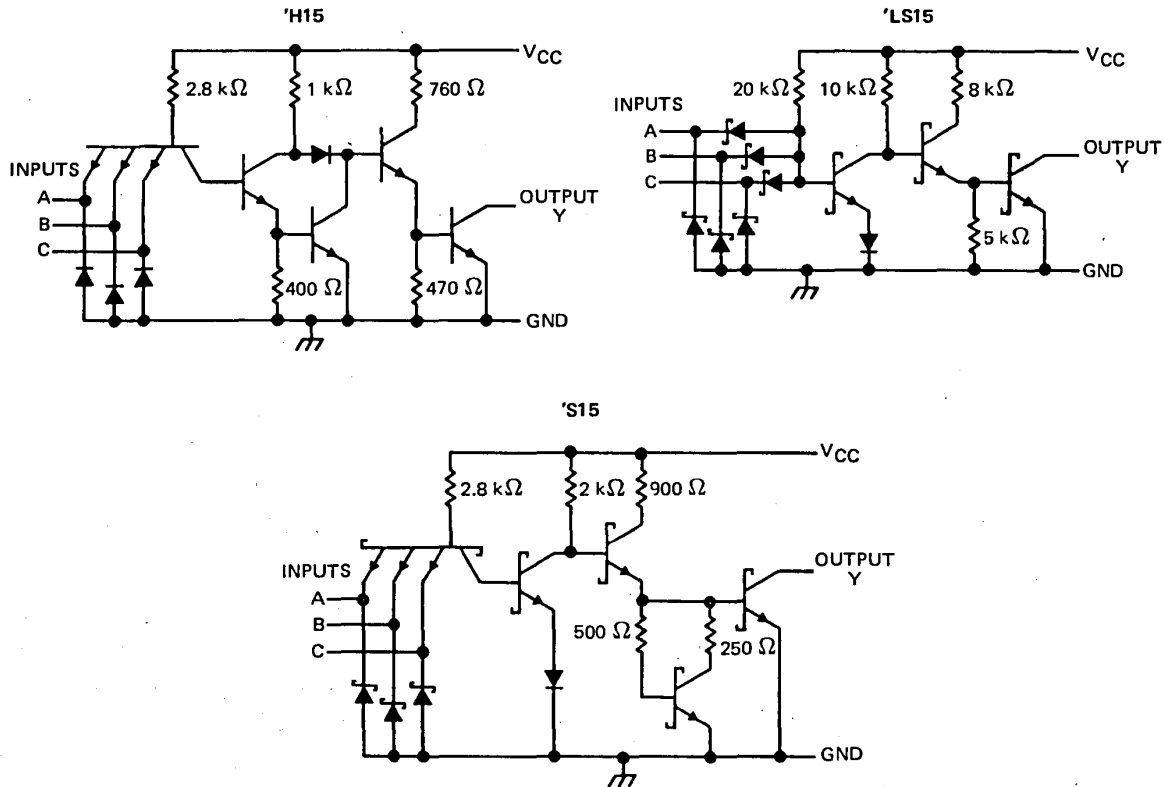 'H15
VCC
2.8 kΩ
1 kΩ
760 Ω
INPUTS
A
B
C
OUTPUT
Y
400 Ω
470 Ω
GND
'LS15
VCC
20 kΩ
10 kΩ
8 kΩ
INPUTS
A
B
C
OUTPUT
Y
5 kΩ
GND
'S15
VCC
2.8 kΩ
2 kΩ
900 Ω
INPUTS
A
B
C
OUTPUT
Y
500 Ω
250 Ω
GND